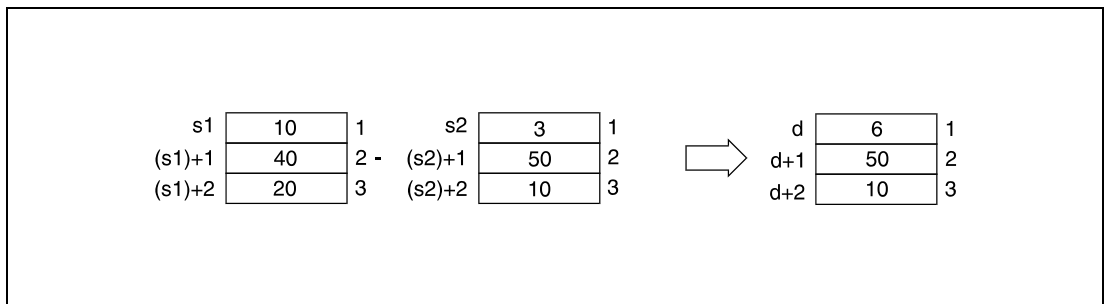 s1 10 1 s2 3 1 d 6 1
(s1)+1 40 2 - (s2)+1 50 2 d+1 50 2
(s1)+2 20 3 (s2)+2 10 3 d+2 10 3